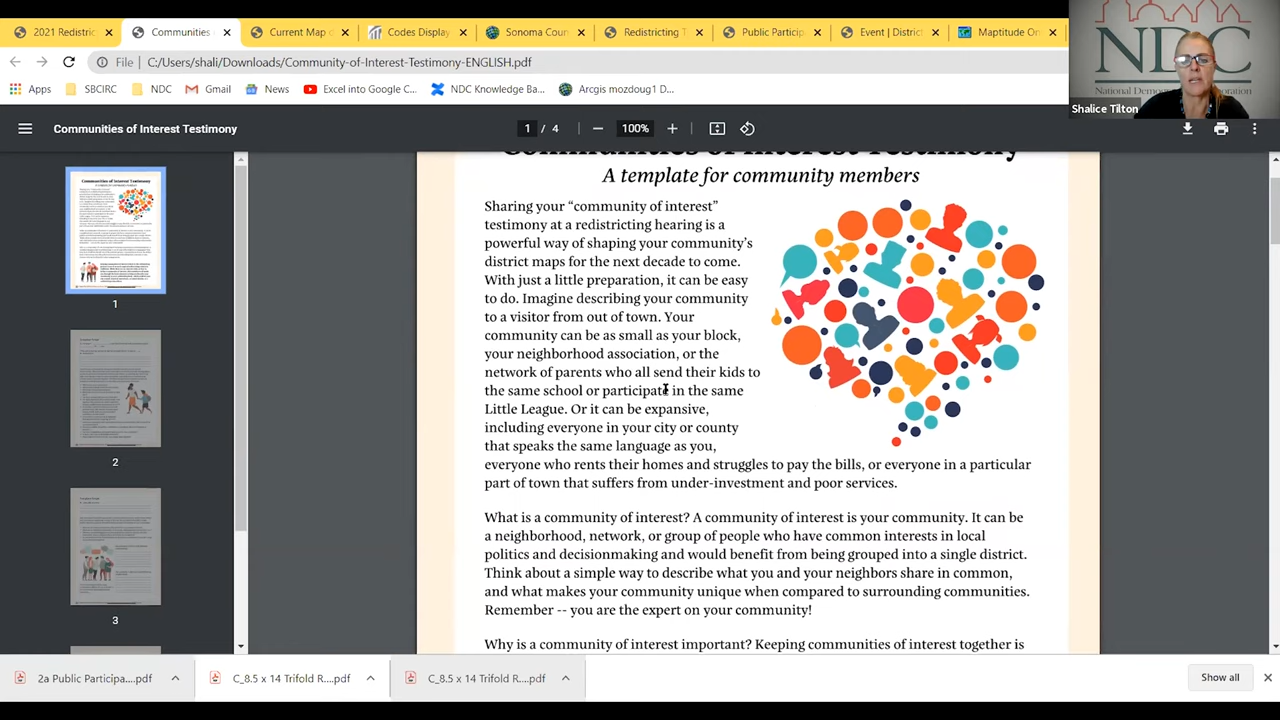 2021 Redistric
Communities
Current Map o
Codes Display
Sonoma Coun
Redistricting T
Public Particip
Event | District
Maptitude On
File
C:/Users/shali/Downloads/Community-of-Interest-Testimony-ENGLISH.pdf
NDC
Shalice Tilton
Apps
SBCIRC
NDC
Gmail
News
Excel into Google C...
NDC Knowledge Ba...
Arcgis mozdoug1 D...
Communities of Interest Testimony
1 / 4
100%
Communities of Interest Testimony
A template for community members
Sharing your “community of interest”
testimony at a redistricting hearing is a
powerful way of shaping your community’s
district maps for the next decade to come.
With just a little preparation, it can be easy
to do. Imagine describing your community
to a visitor from out of town. Your
community can be as small as your block,
your neighborhood association, or the
network of parents who all send their kids to
the same school or participate in the same
Little League. Or it can be expansive,
including everyone in your city or county
that speaks the same language as you,
everyone who rents their homes and struggles to pay the bills, or everyone in a particular
part of town that suffers from under-investment and poor services.
What is a community of interest? A community of interest is your community. It can be
a neighborhood, network, or group of people who have common interests in local
politics and decisionmaking and would benefit from being grouped into a single district.
Think about a simple way to describe what you and your neighbors share in common,
and what makes your community unique when compared to surrounding communities.
Remember -- you are the expert on your community!
Why is a community of interest important? Keeping communities of interest together is
Communities of Interest Testimony
1
2
3
2a Public Participa....pdf
C_8.5 x 14 Trifold R....pdf
C_8.5 x 14 Trifold R....pdf
Show all